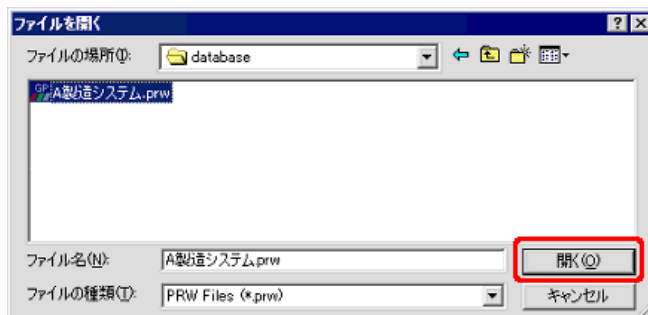 ファイルを開く
ファイルの場所(I):
database
GP
A製造システム.prw
ファイル名(N):
A製造システム.prw
開く(O)
ファイルの種類(T):
PRW Files (*.prw)
キャンセル